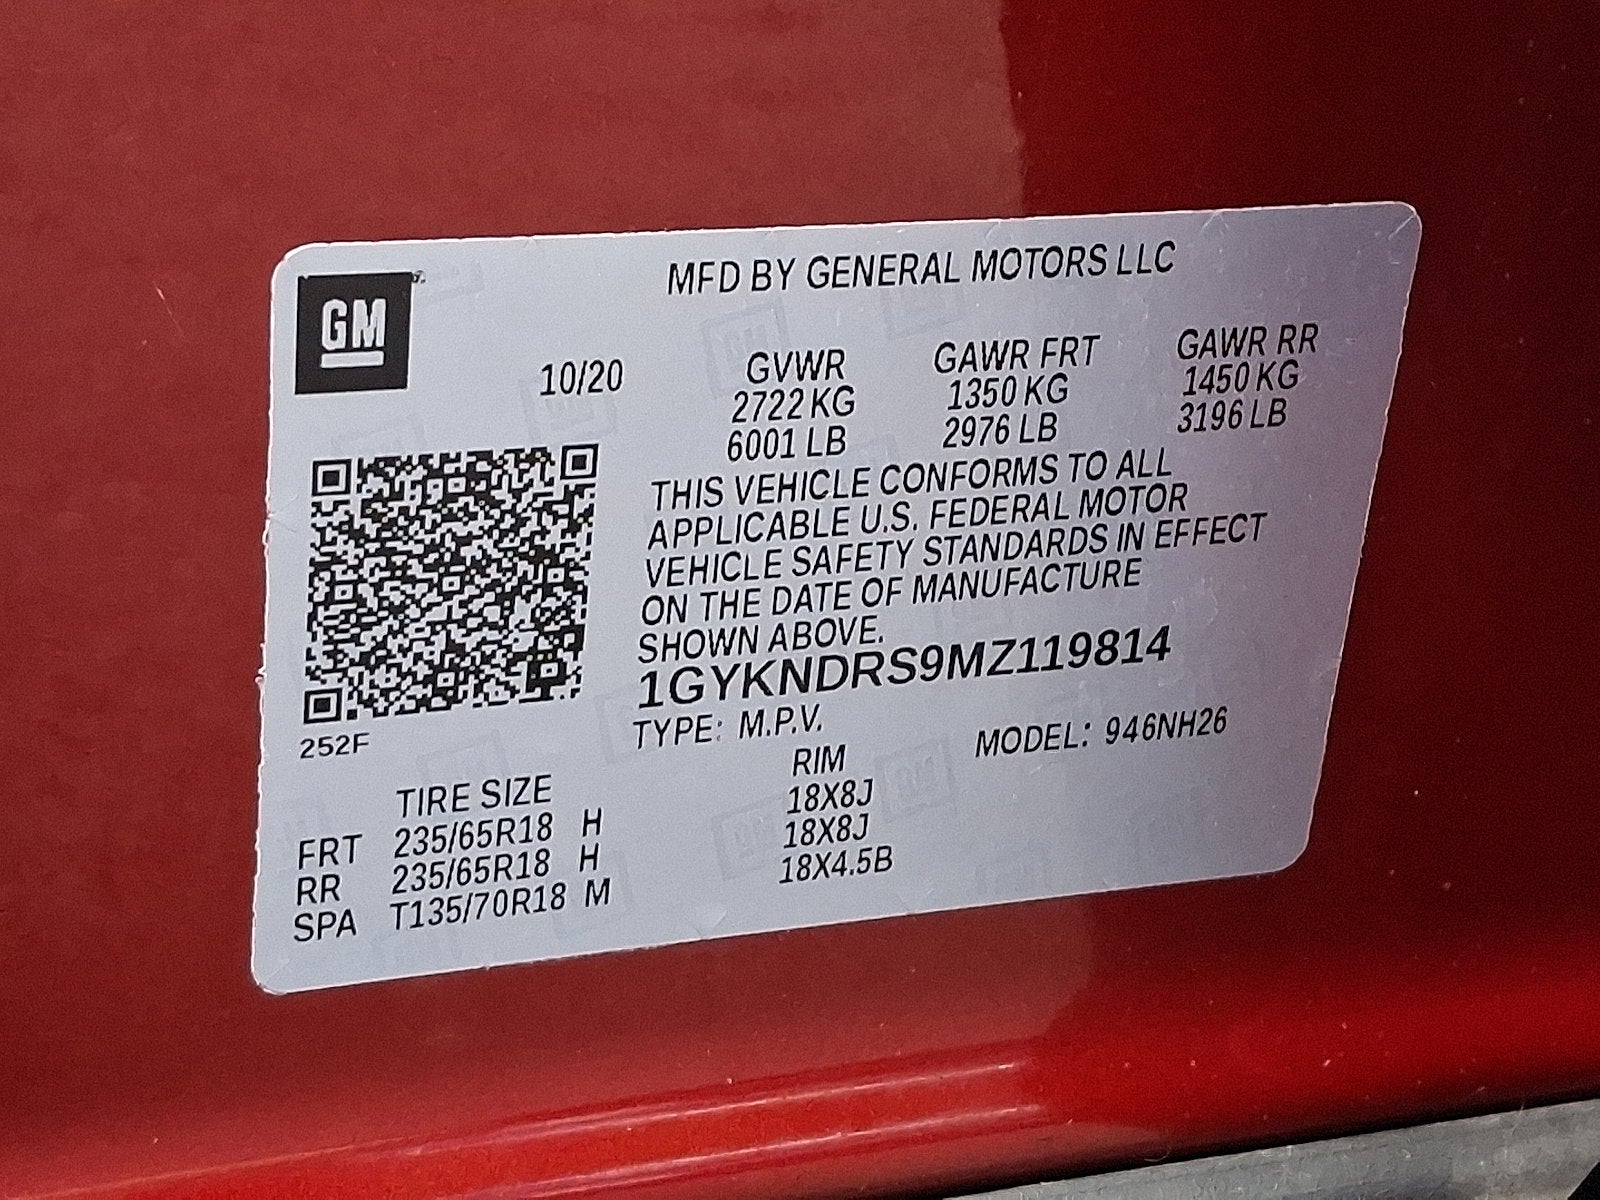 GM
MFD BY GENERAL MOTORS LLC
10/20
GVWR GAWR FRT GAWR RR
2722 KG 1350 KG 1450 KG
6001 LB 2976 LB 3196 LB
THIS VEHICLE CONFORMS TO ALL
APPLICABLE U.S. FEDERAL MOTOR
VEHICLE SAFETY STANDARDS IN EFFECT
ON THE DATE OF MANUFACTURE
SHOWN ABOVE.
1GYKNDRS9MZ119814
TYPE: M.P.V. MODEL: 946NH26
252F
TIRE SIZE RIM
FRT 235/65R18 H 18X8J
RR 235/65R18 H 18X8J
SPA T135/70R18 M 18X4.5B